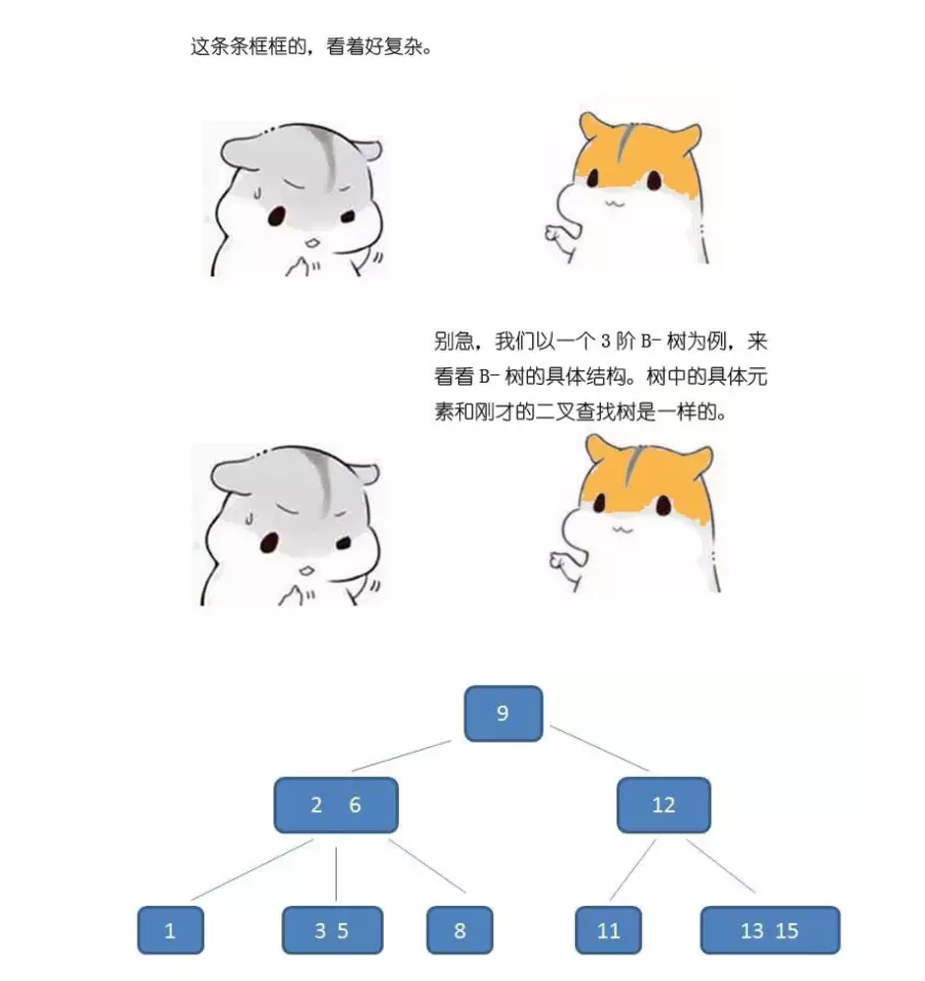 这条条框框的，看着好复杂。
别急，我们以一个 3 阶 B- 树为例，来
看看 B- 树的具体结构。树中的具体元
素和刚才的二叉查找树是一样的。
9
2 6
12
1
3 5
8
11
13 15